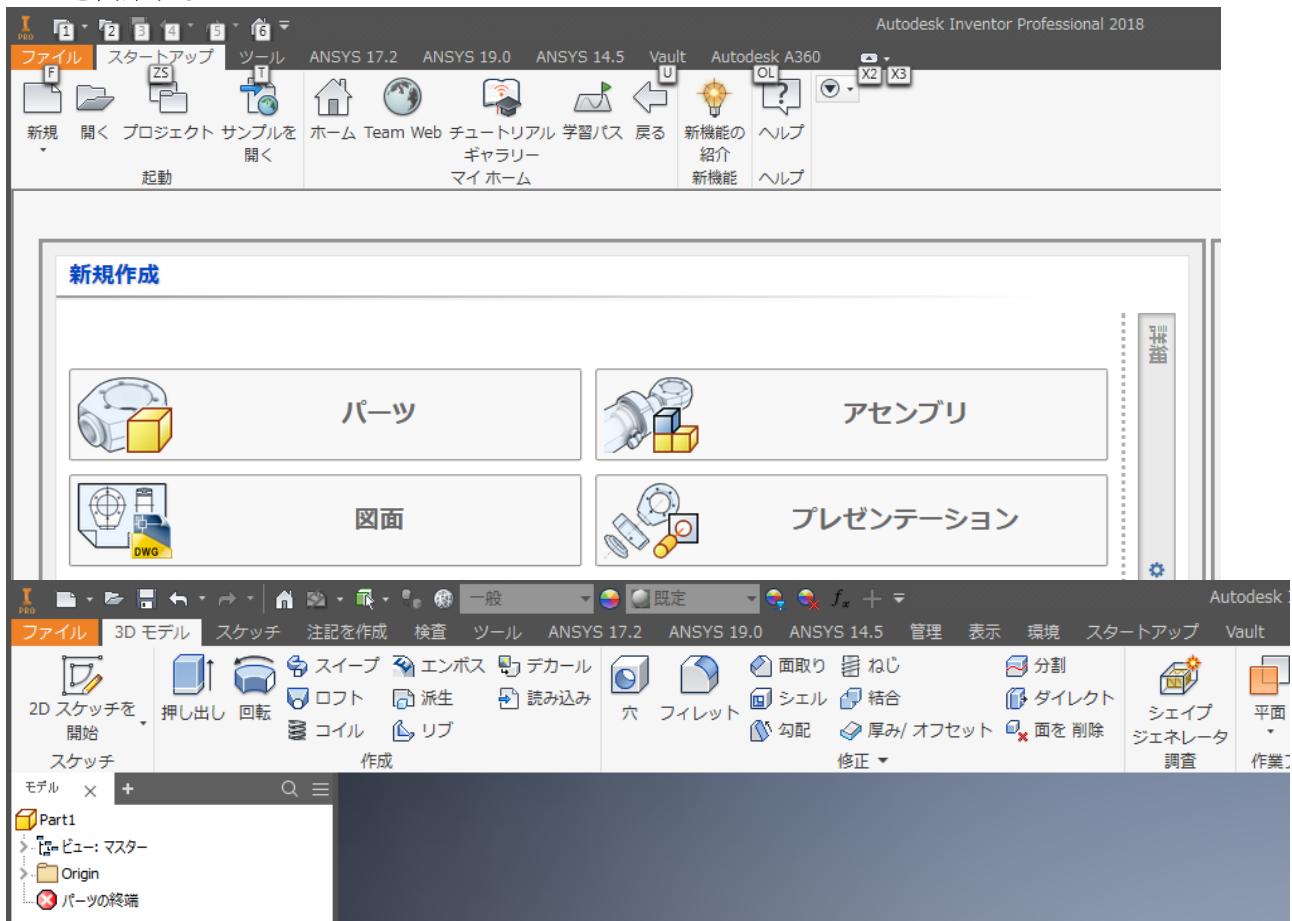 PRO 1 2 3 4 5 6 Autodesk Inventor Professional 2018
ファイル スタートアップ ツール ANSYS 17.2 ANSYS 19.0 ANSYS 14.5 Vault Autodesk A360
F ZS T U OL X2 X3
新規 開く プロジェクト サンプルを開く ホーム Team Web チュートリアル ギャラリー 学習パス 戻る 新機能の紹介 ヘルプ
起動 マイ ホーム 新機能 ヘルプ
新規作成
詳細
パーツ アセンブリ
図面 プレゼンテーション
DWG
PRO 一般 既定 fx Autodesk
ファイル 3D モデル スケッチ 注記を作成 検査 ツール ANSYS 17.2 ANSYS 19.0 ANSYS 14.5 管理 表示 環境 スタートアップ Vault
2D スケッチを開始 押し出し 回転 スイープ エンボス デカール 穴 フィレット 面取り ねじ 分割 シェイプ ジェネレータ 平面
ロフト 派生 読み込み シェル 結合 ダイレクト
コイル リブ 勾配 厚み/ オフセット 面を 削除
スケッチ 作成 修正 調査 作業
モデル
Part1
ビュー: マスター
Origin
パーツの終端